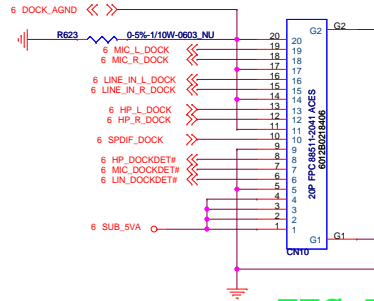 6 DOCK_AGND
R623 0-5%-1/10W-0603_NU
6 MIC_L_DOCK
6 MIC_R_DOCK
6 LINE_IN_L_DOCK
6 LINE_IN_R_DOCK
6 HP_L_DOCK
6 HP_R_DOCK
6 SPDIF_DOCK
6 HP_DOCKDET#
6 MIC_DOCKDET#
6 LIN_DOCKDET#
6 SUB_5VA
20 20
19 19
18 18
17 17
16 16
15 15
14 14
13 13
12 12
11 11
10 10
9 9
8 8
7 7
6 6
5 5
4 4
3 3
2 2
1 1
G2 G2
G1 G1
20P FPC 88511-2041 ACES
6012B0218406
CN10